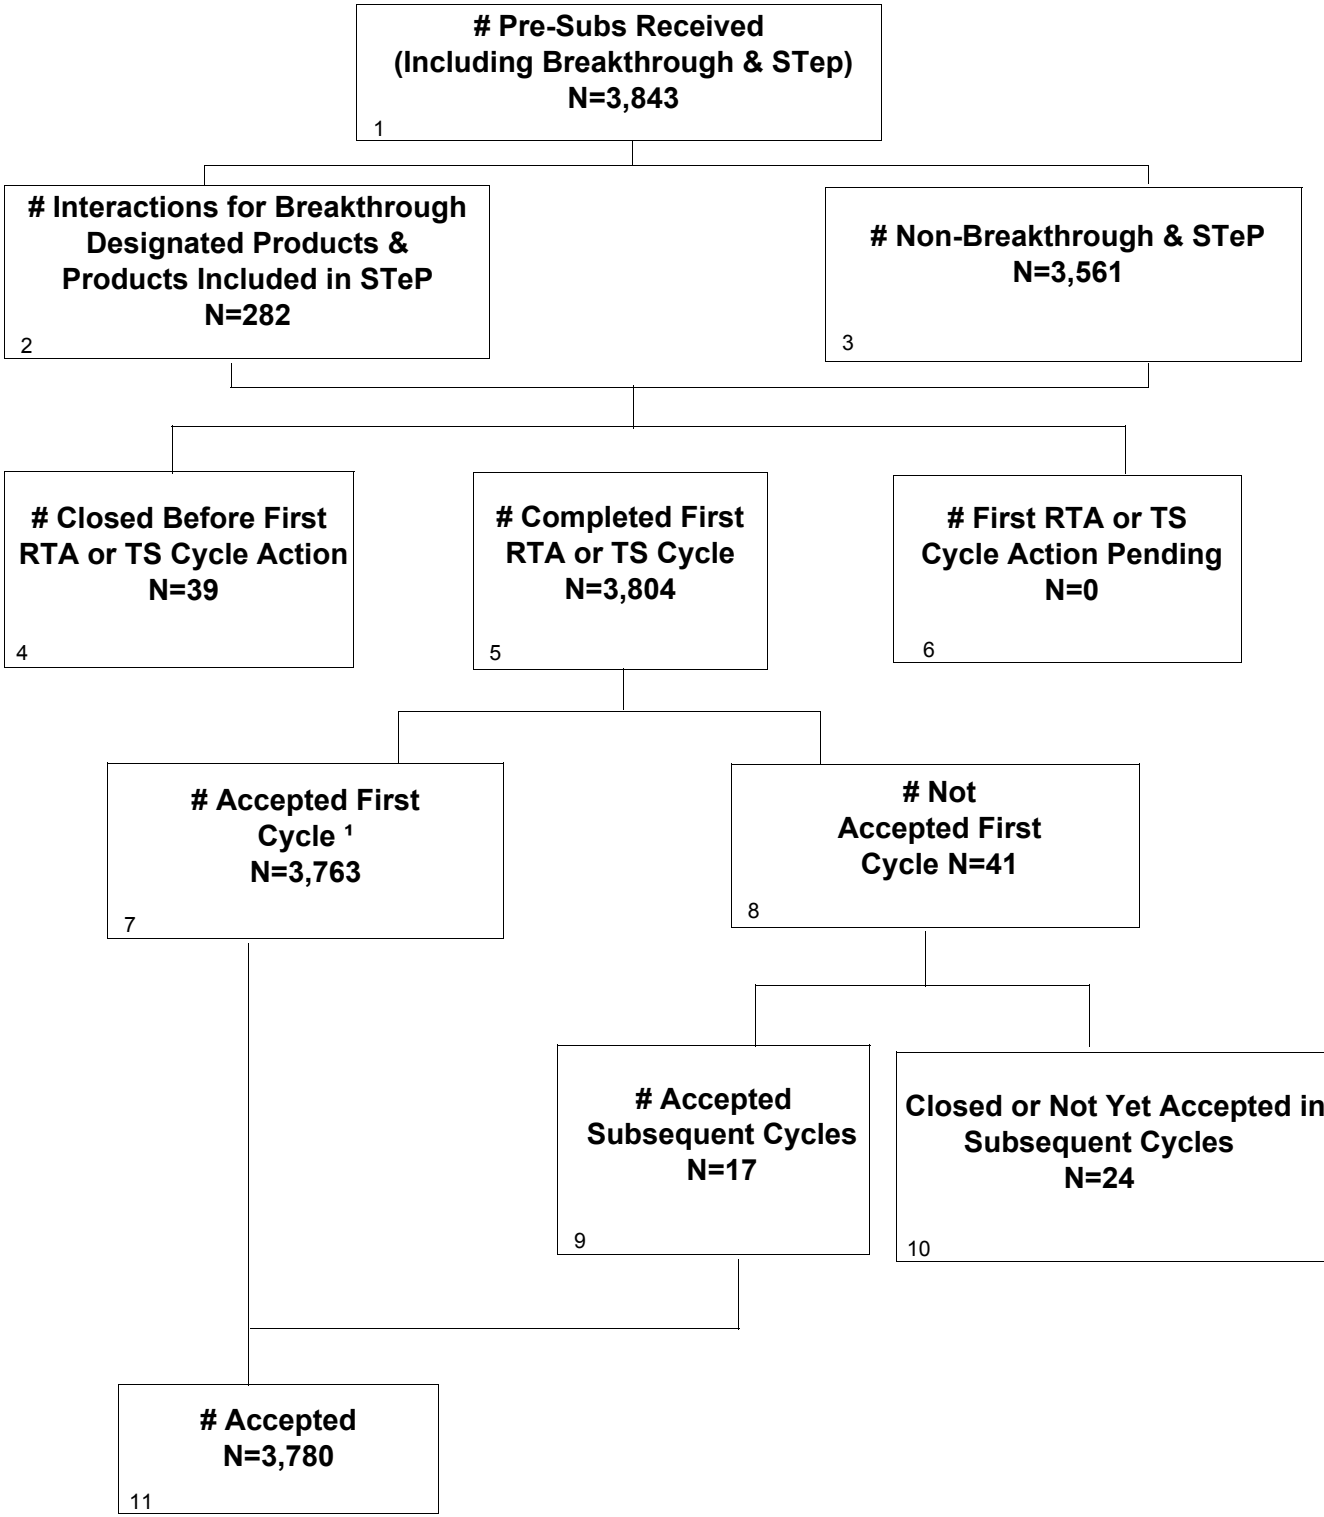 # Pre-Subs Received
(Including Breakthrough & STep)
N=3,843
1
# Interactions for Breakthrough
Designated Products &
Products Included in STeP
N=282
2
# Non-Breakthrough & STeP
N=3,561
3
# Closed Before First
RTA or TS Cycle Action
N=39
4
# Completed First
RTA or TS Cycle
N=3,804
5
# First RTA or TS
Cycle Action Pending
N=0
6
# Accepted First
Cycle ¹
N=3,763
7
# Not
Accepted First
Cycle N=41
8
# Accepted
Subsequent Cycles
N=17
9
Closed or Not Yet Accepted in
Subsequent Cycles
N=24
10
# Accepted
N=3,780
11